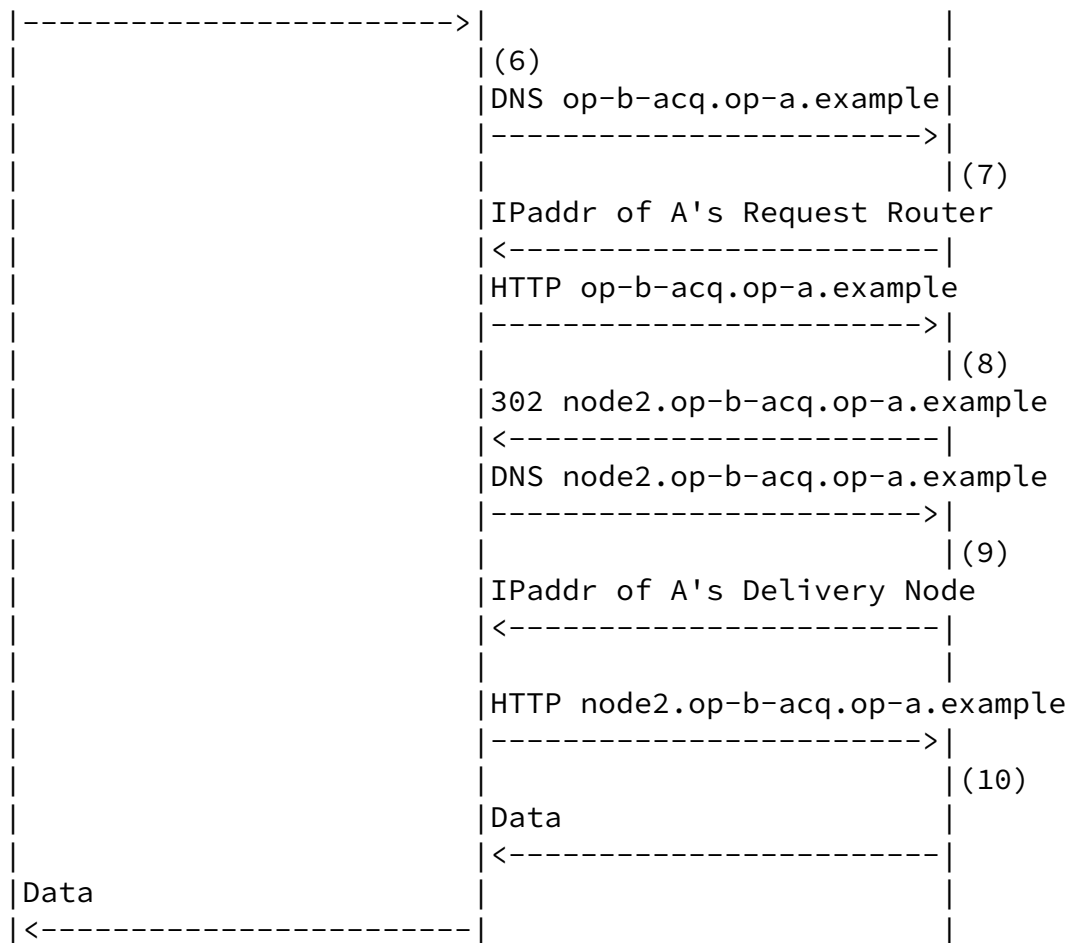 (6)
DNS op-b-acq.op-a.example
(7)
IPaddr of A's Request Router
HTTP op-b-acq.op-a.example
(8)
302 node2.op-b-acq.op-a.example
DNS node2.op-b-acq.op-a.example
(9)
IPaddr of A's Delivery Node
HTTP node2.op-b-acq.op-a.example
(10)
Data
Data